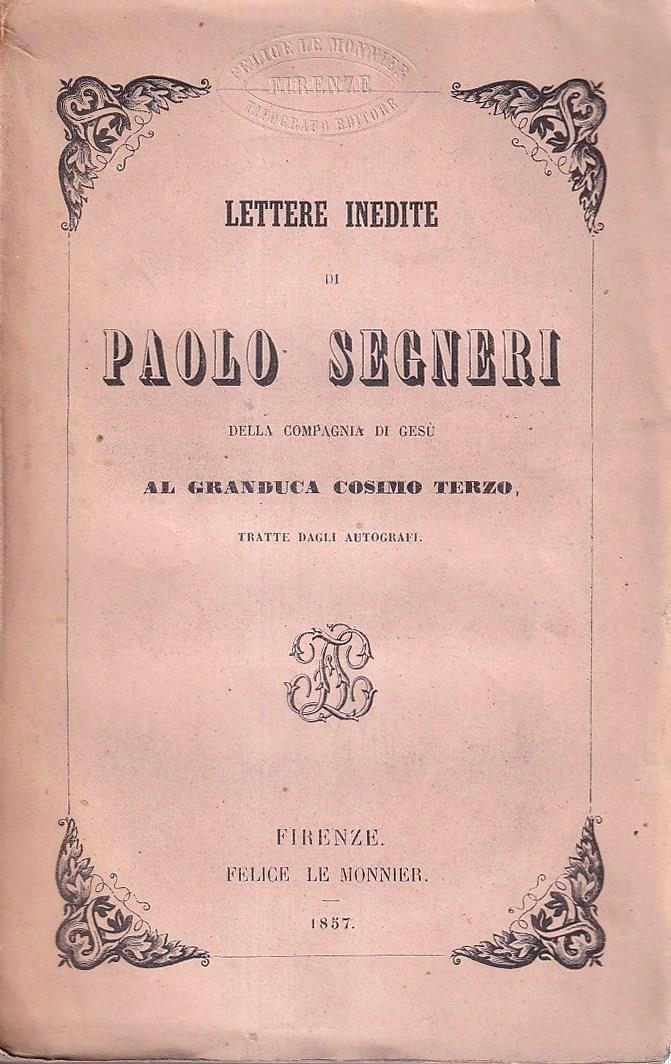 FELICE LE MONNIER
FIRENZE
TIPOGRAFO EDITORE
LETTERE INEDITE
DI
PAOLO SEGNERI
DELLA COMPAGNIA DI GESÙ
AL GRANDUCA COSIMO TERZO,
TRATTE DAGLI AUTOGRAFI.
FIRENZE.
FELICE LE MONNIER.
1857.